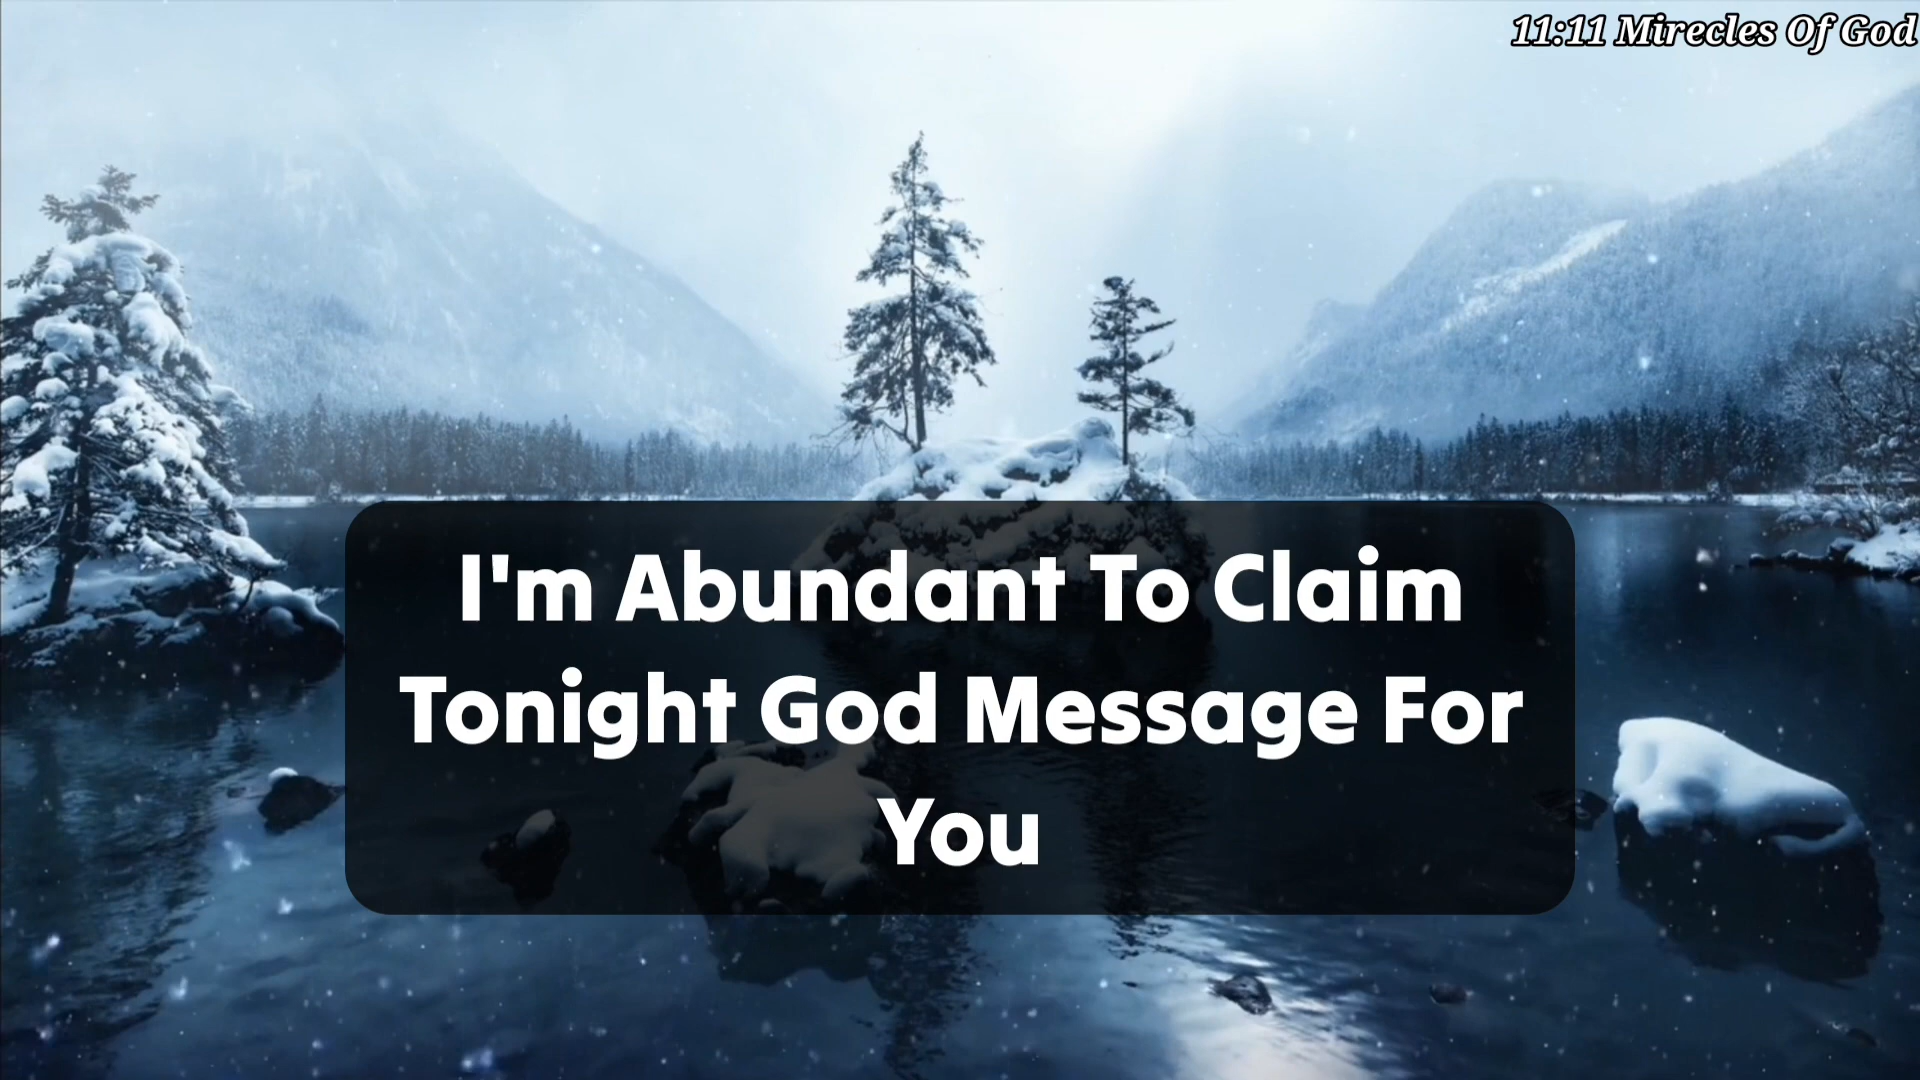 11:11 Mirecles Of God
I'm Abundant To Claim
Tonight God Message For
You